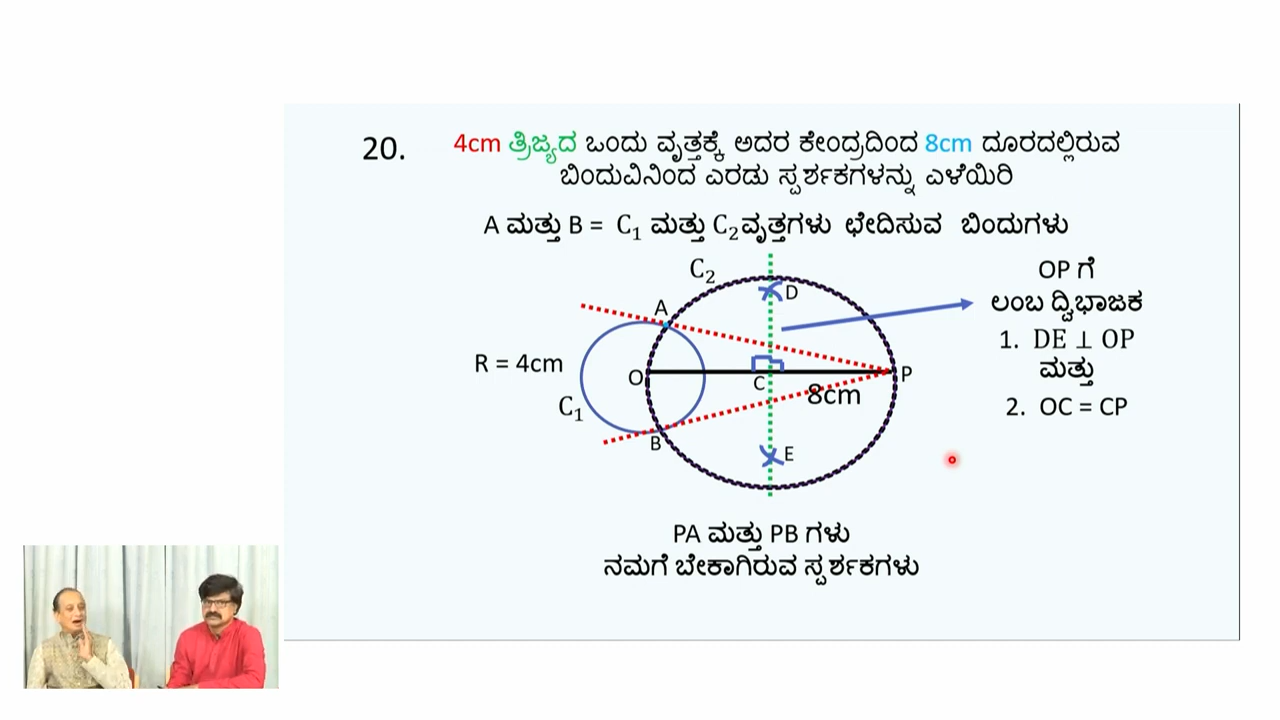 20.
4cm ತ್ರಿಜ್ಯದ ಒಂದು ವೃತ್ತಕ್ಕೆ ಅದರ ಕೇಂದ್ರದಿಂದ 8cm ದೂರದಲ್ಲಿರುವ
ಬಿಂದುವಿನಿಂದ ಎರಡು ಸ್ಪರ್ಶಕಗಳನ್ನು ಎಳೆಯಿರಿ
A ಮತ್ತು B = C₁ ಮತ್ತು C₂ ವೃತ್ತಗಳು ಛೇದಿಸುವ ಬಿಂದುಗಳು
C₂
D
A
R = 4cm
O
C
P
8cm
C₁
B
E
OP ಗೆ
ಲಂಬ ದ್ವಿಭಾಜಕ
1. DE ⊥ OP
ಮತ್ತು
2. OC = CP
PA ಮತ್ತು PB ಗಳು
ನಮಗೆ ಬೇಕಾಗಿರುವ ಸ್ಪರ್ಶಕಗಳು